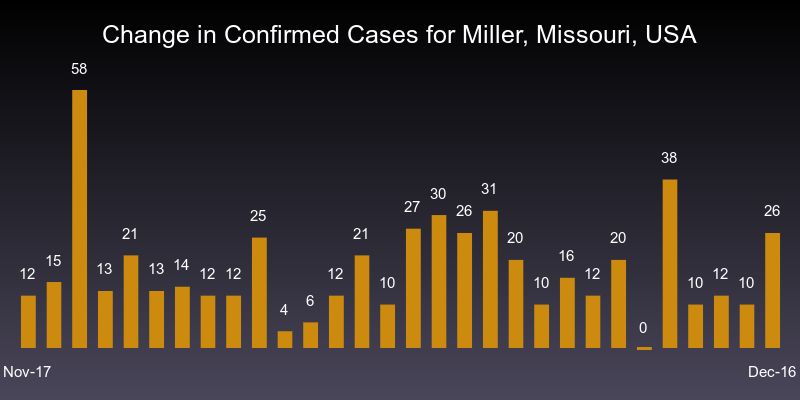 Change in Confirmed Cases for Miller, Missouri, USA
12 15 58 13 21 13 14 12 12 25 4 6 12 21 10 27 30 26 31 20 10 16 12 20 0 38 10 12 10 26
Nov-17 Dec-16